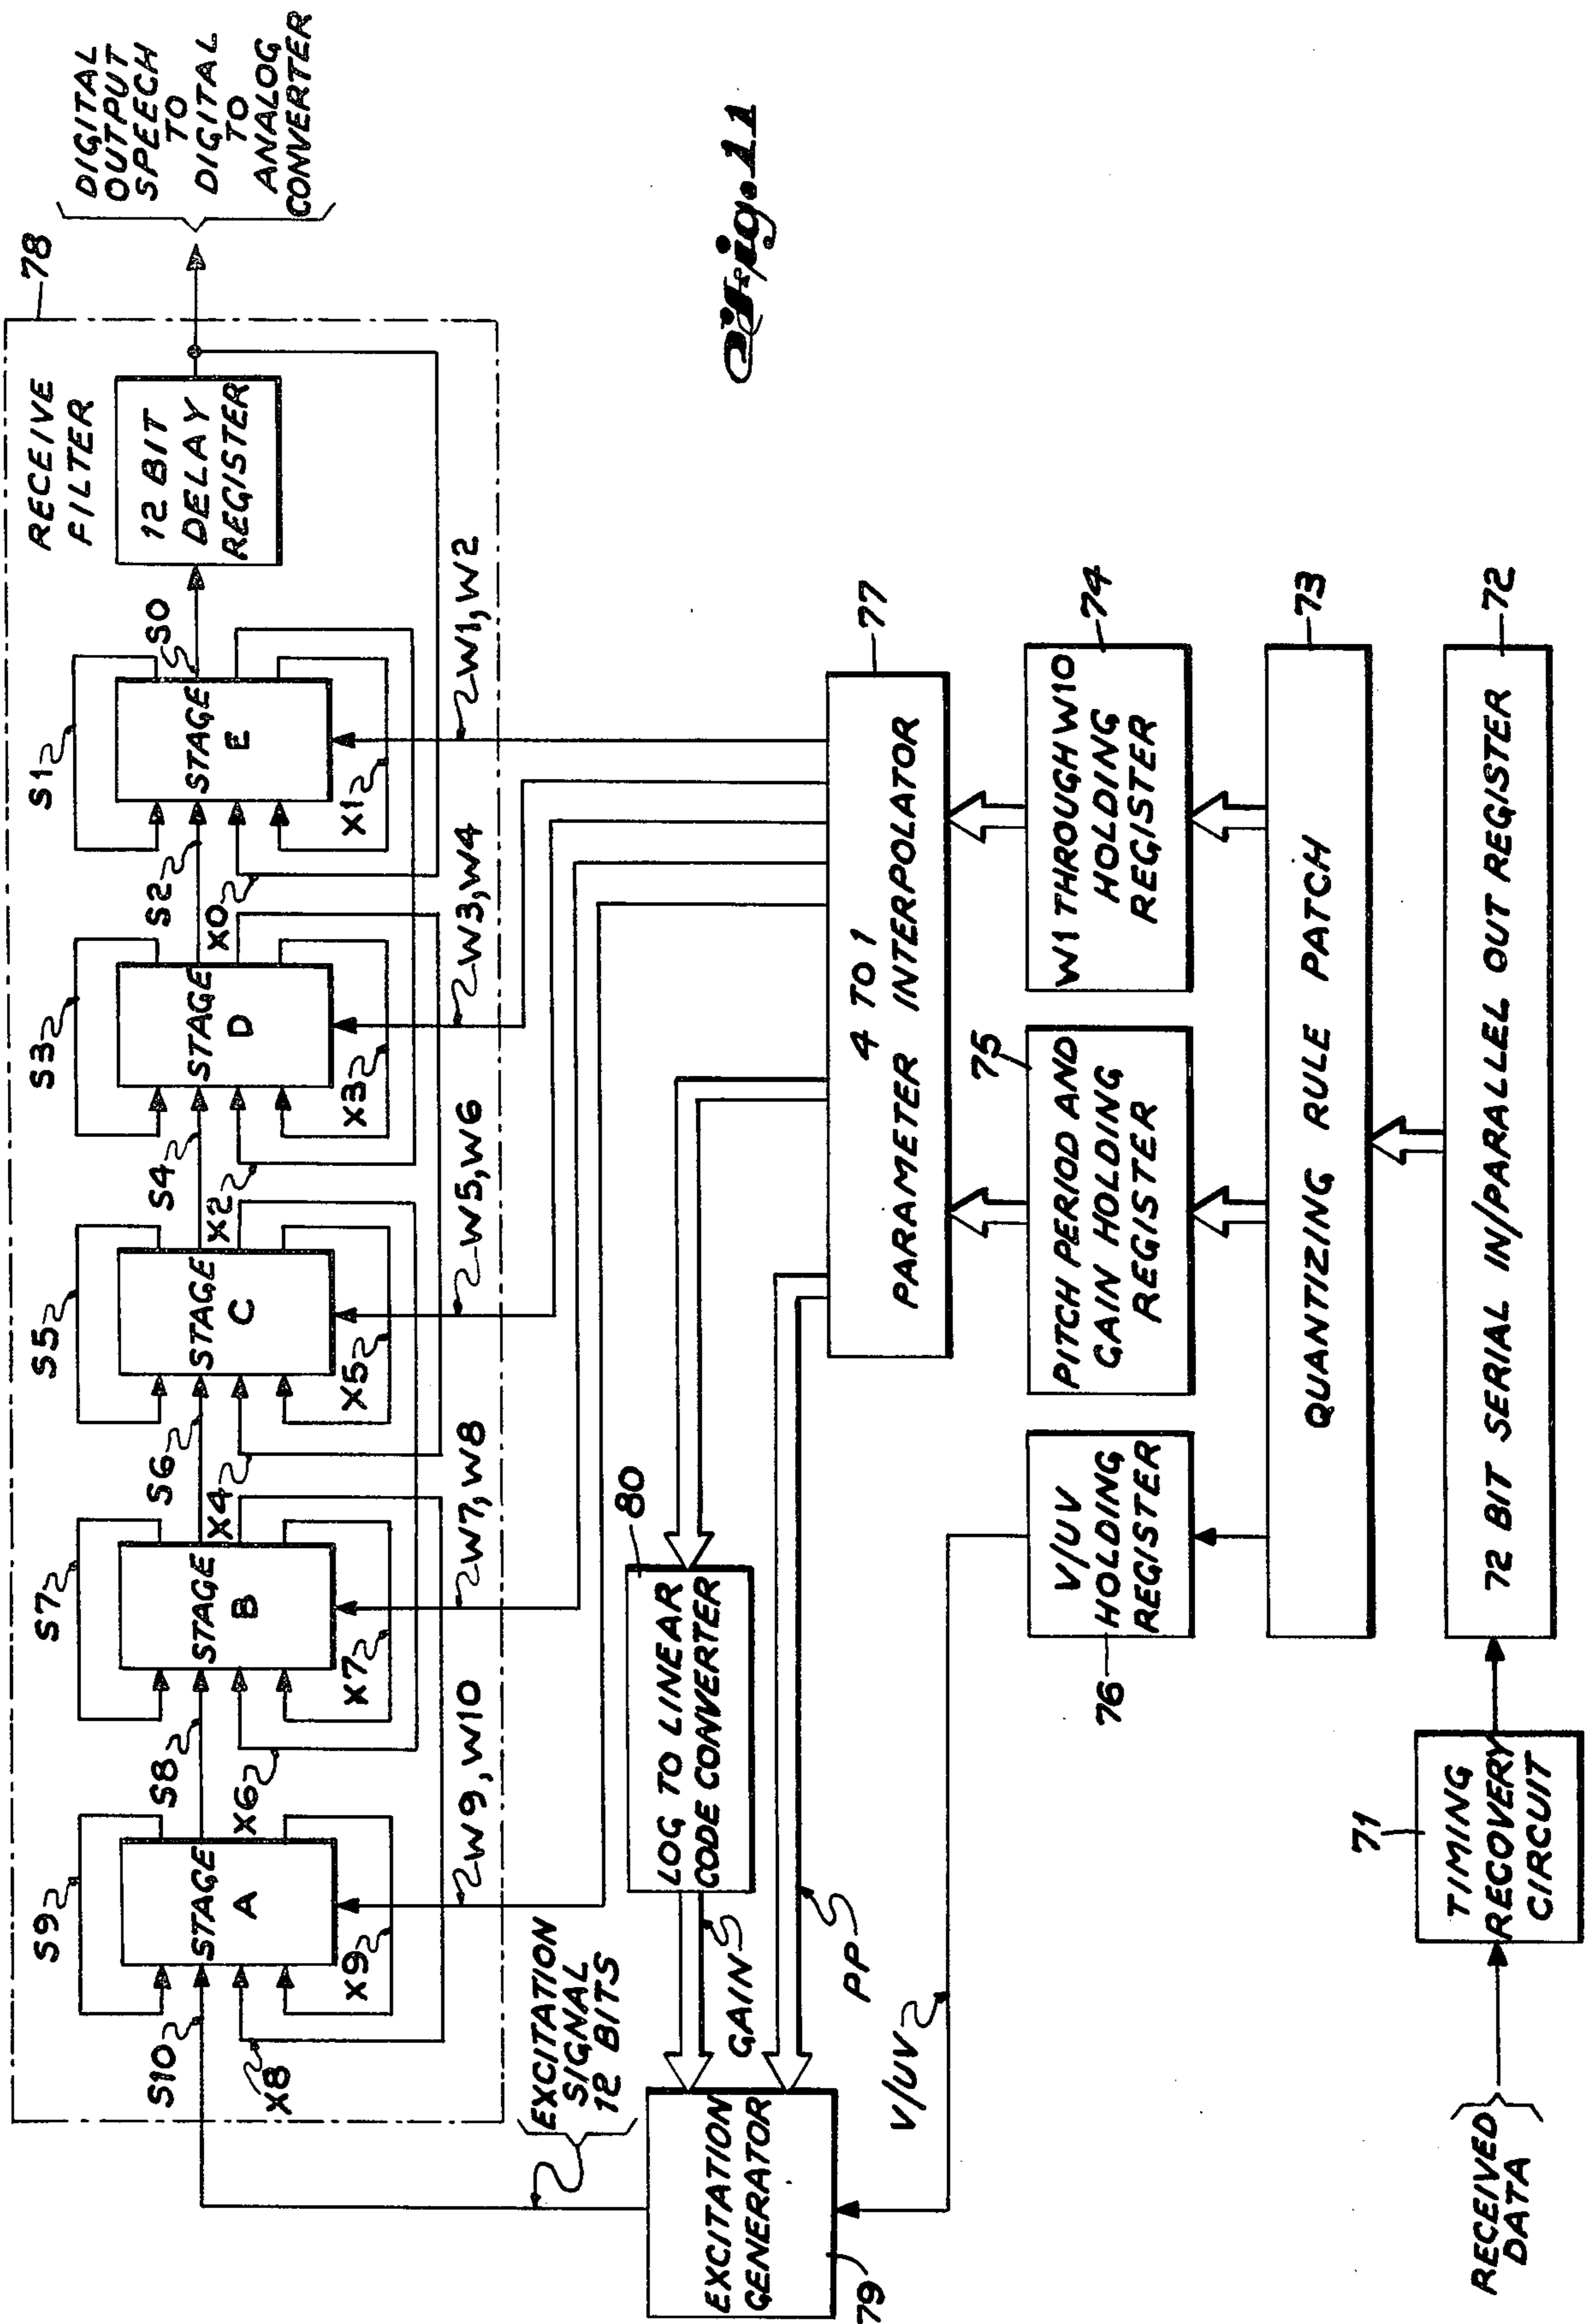 DIGITAL
OUTPUT
SPEECH
TO
DIGITAL
TO
ANALOG
CONVERTER
78
RECEIVE
FILTER
S9
S7
S5
S3
S1
S10
STAGE
A
S8
STAGE
B
S6
STAGE
C
S4
STAGE
D
S2
STAGE
E
S0
12 BIT
DELAY
REGISTER
X8
X6
X4
X2
X0
X9
X7
X5
X3
X1
W9, W10
W7, W8
W5, W6
W3, W4
W1, W2
EXCITATION
SIGNAL
12 BITS
80
LOG TO LINEAR
CODE CONVERTER
GAIN
EXCITATION
GENERATOR
79
PP
V/UV
Fig. 11
4 TO 1
PARAMETER INTERPOLATOR
77
76
V/UV
HOLDING
REGISTER
75
PITCH PERIOD AND
GAIN HOLDING
REGISTER
W1 THROUGH W10
HOLDING
REGISTER
74
QUANTIZING RULE PATCH
73
RECEIVED
DATA
71
TIMING
RECOVERY
CIRCUIT
72 BIT SERIAL IN/PARALLEL OUT REGISTER
72